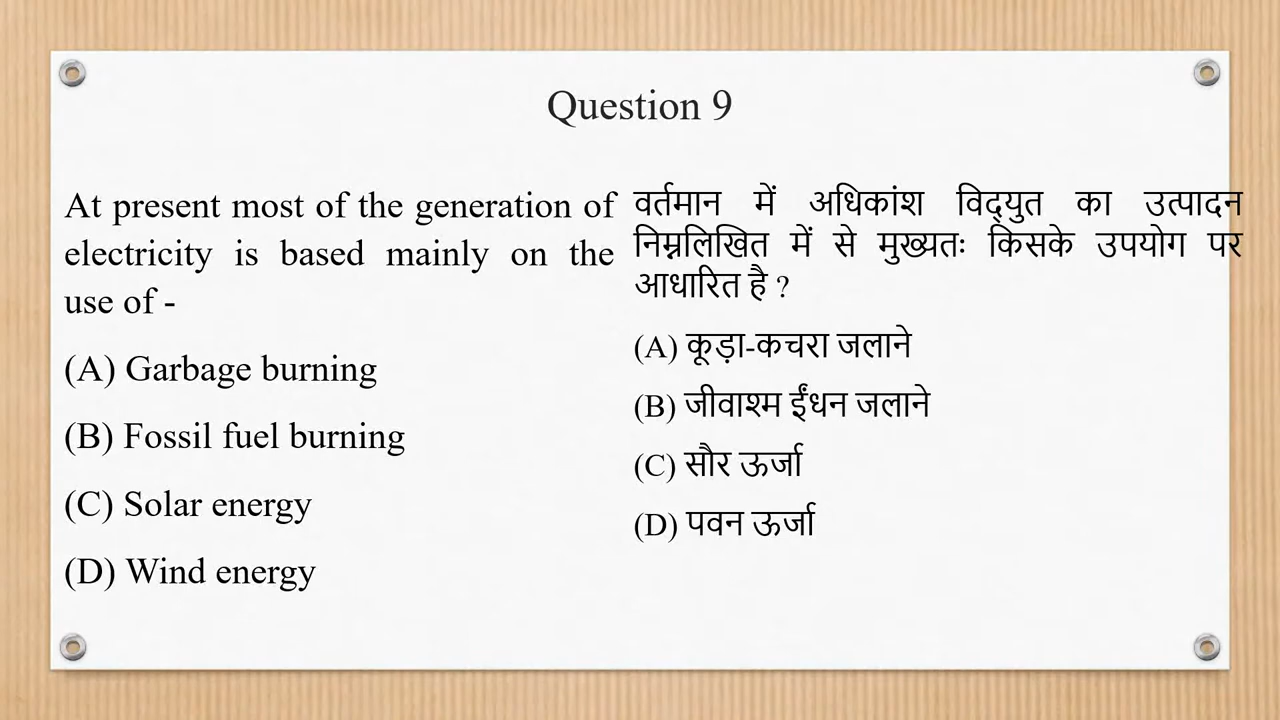 Question 9
At present most of the generation of
electricity is based mainly on the
use of -
(A) Garbage burning
(B) Fossil fuel burning
(C) Solar energy
(D) Wind energy
वर्तमान में अधिकांश विद्युत का उत्पादन
निम्नलिखित में से मुख्यतः किसके उपयोग पर
आधारित है ?
(A) कूड़ा-कचरा जलाने
(B) जीवाश्म ईंधन जलाने
(C) सौर ऊर्जा
(D) पवन ऊर्जा